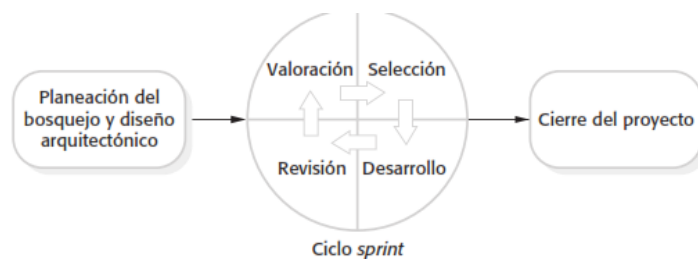 Planeación del
bosquejo y diseño
arquitectónico
Valoración
Selección
Revisión
Desarrollo
Ciclo sprint
Cierre del proyecto